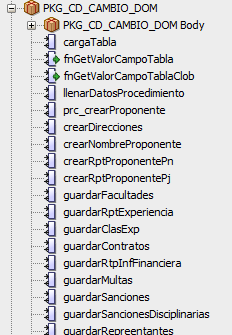 PKG_CD_CAMBIO_DOM
PKG_CD_CAMBIO_DOM Body
cargaTabla
fnGetValorCampoTabla
fnGetValorCampoTablaClob
llenarDatosProcedimiento
prc_crearProponente
crearDirecciones
crearNombreProponente
crearRptProponentePn
crearRptProponentePj
guardarFacultades
guardarRptExperiencia
guardarClasExp
guardarContratos
guardarRtpInfFinanciera
guardarMultas
guardarSanciones
guardarSancionesDisciplinarias
guardarRepreentantes